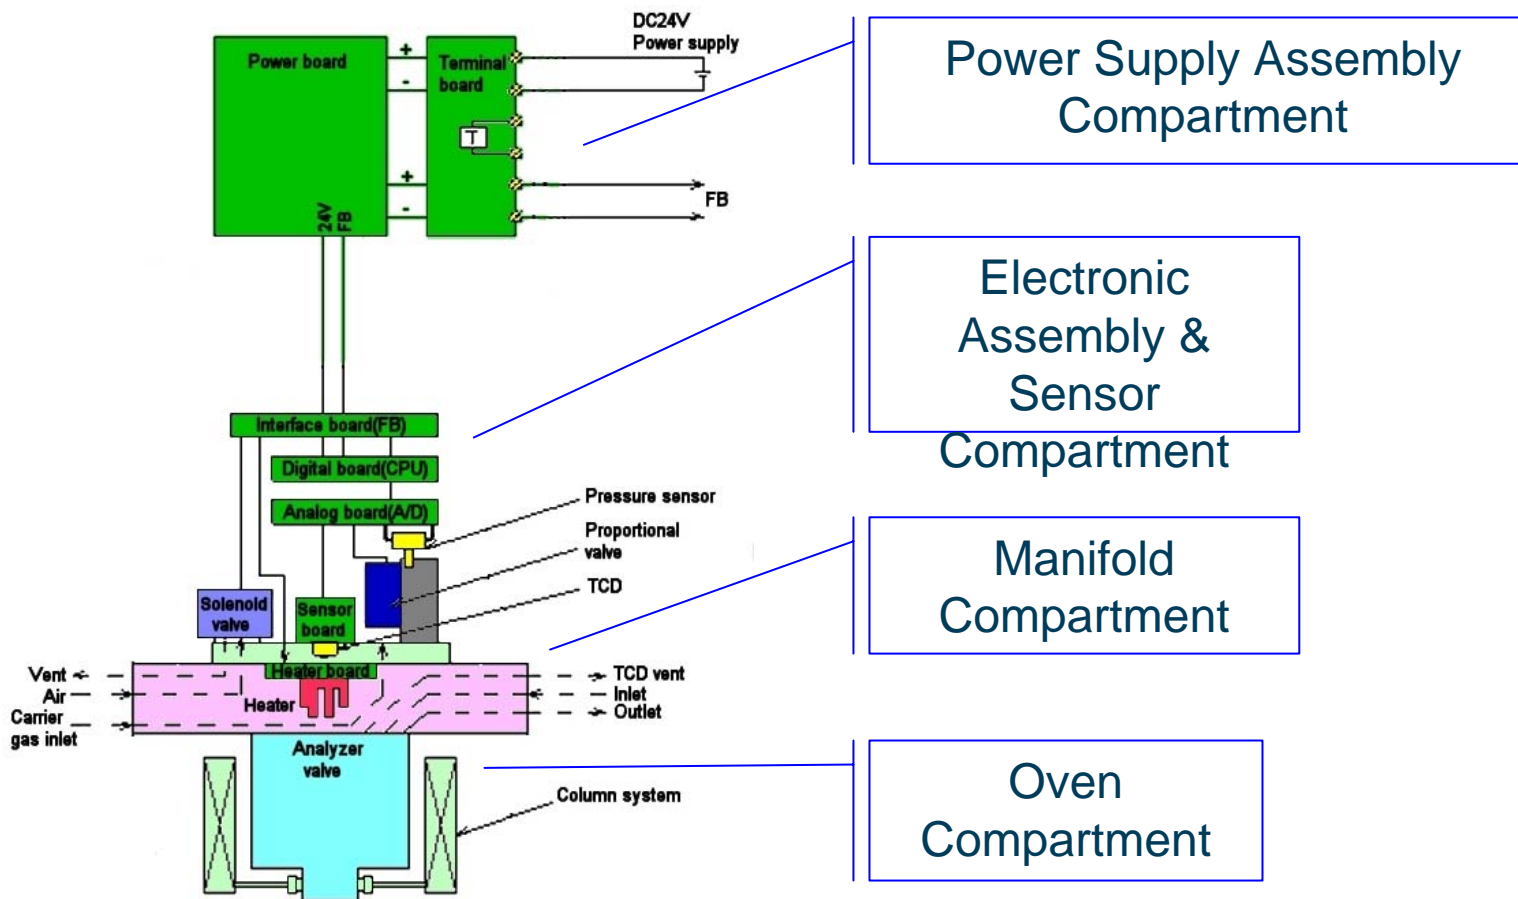 DC24V
Power supply
Power board
+
-
Terminal
board
T
+
-
FB
24V
FB
Power Supply Assembly
Compartment
Interface board(FB)
Digital board(CPU)
Analog board(A/D)
Electronic
Assembly &
Sensor
Compartment
Pressure sensor
Proportional
valve
TCD
Solenoid
valve
Sensor
board
Manifold
Compartment
Heater board
Heater
Vent
Air
Carrier
gas inlet
TCD vent
Inlet
Outlet
Analyzer
valve
Column system
Oven
Compartment